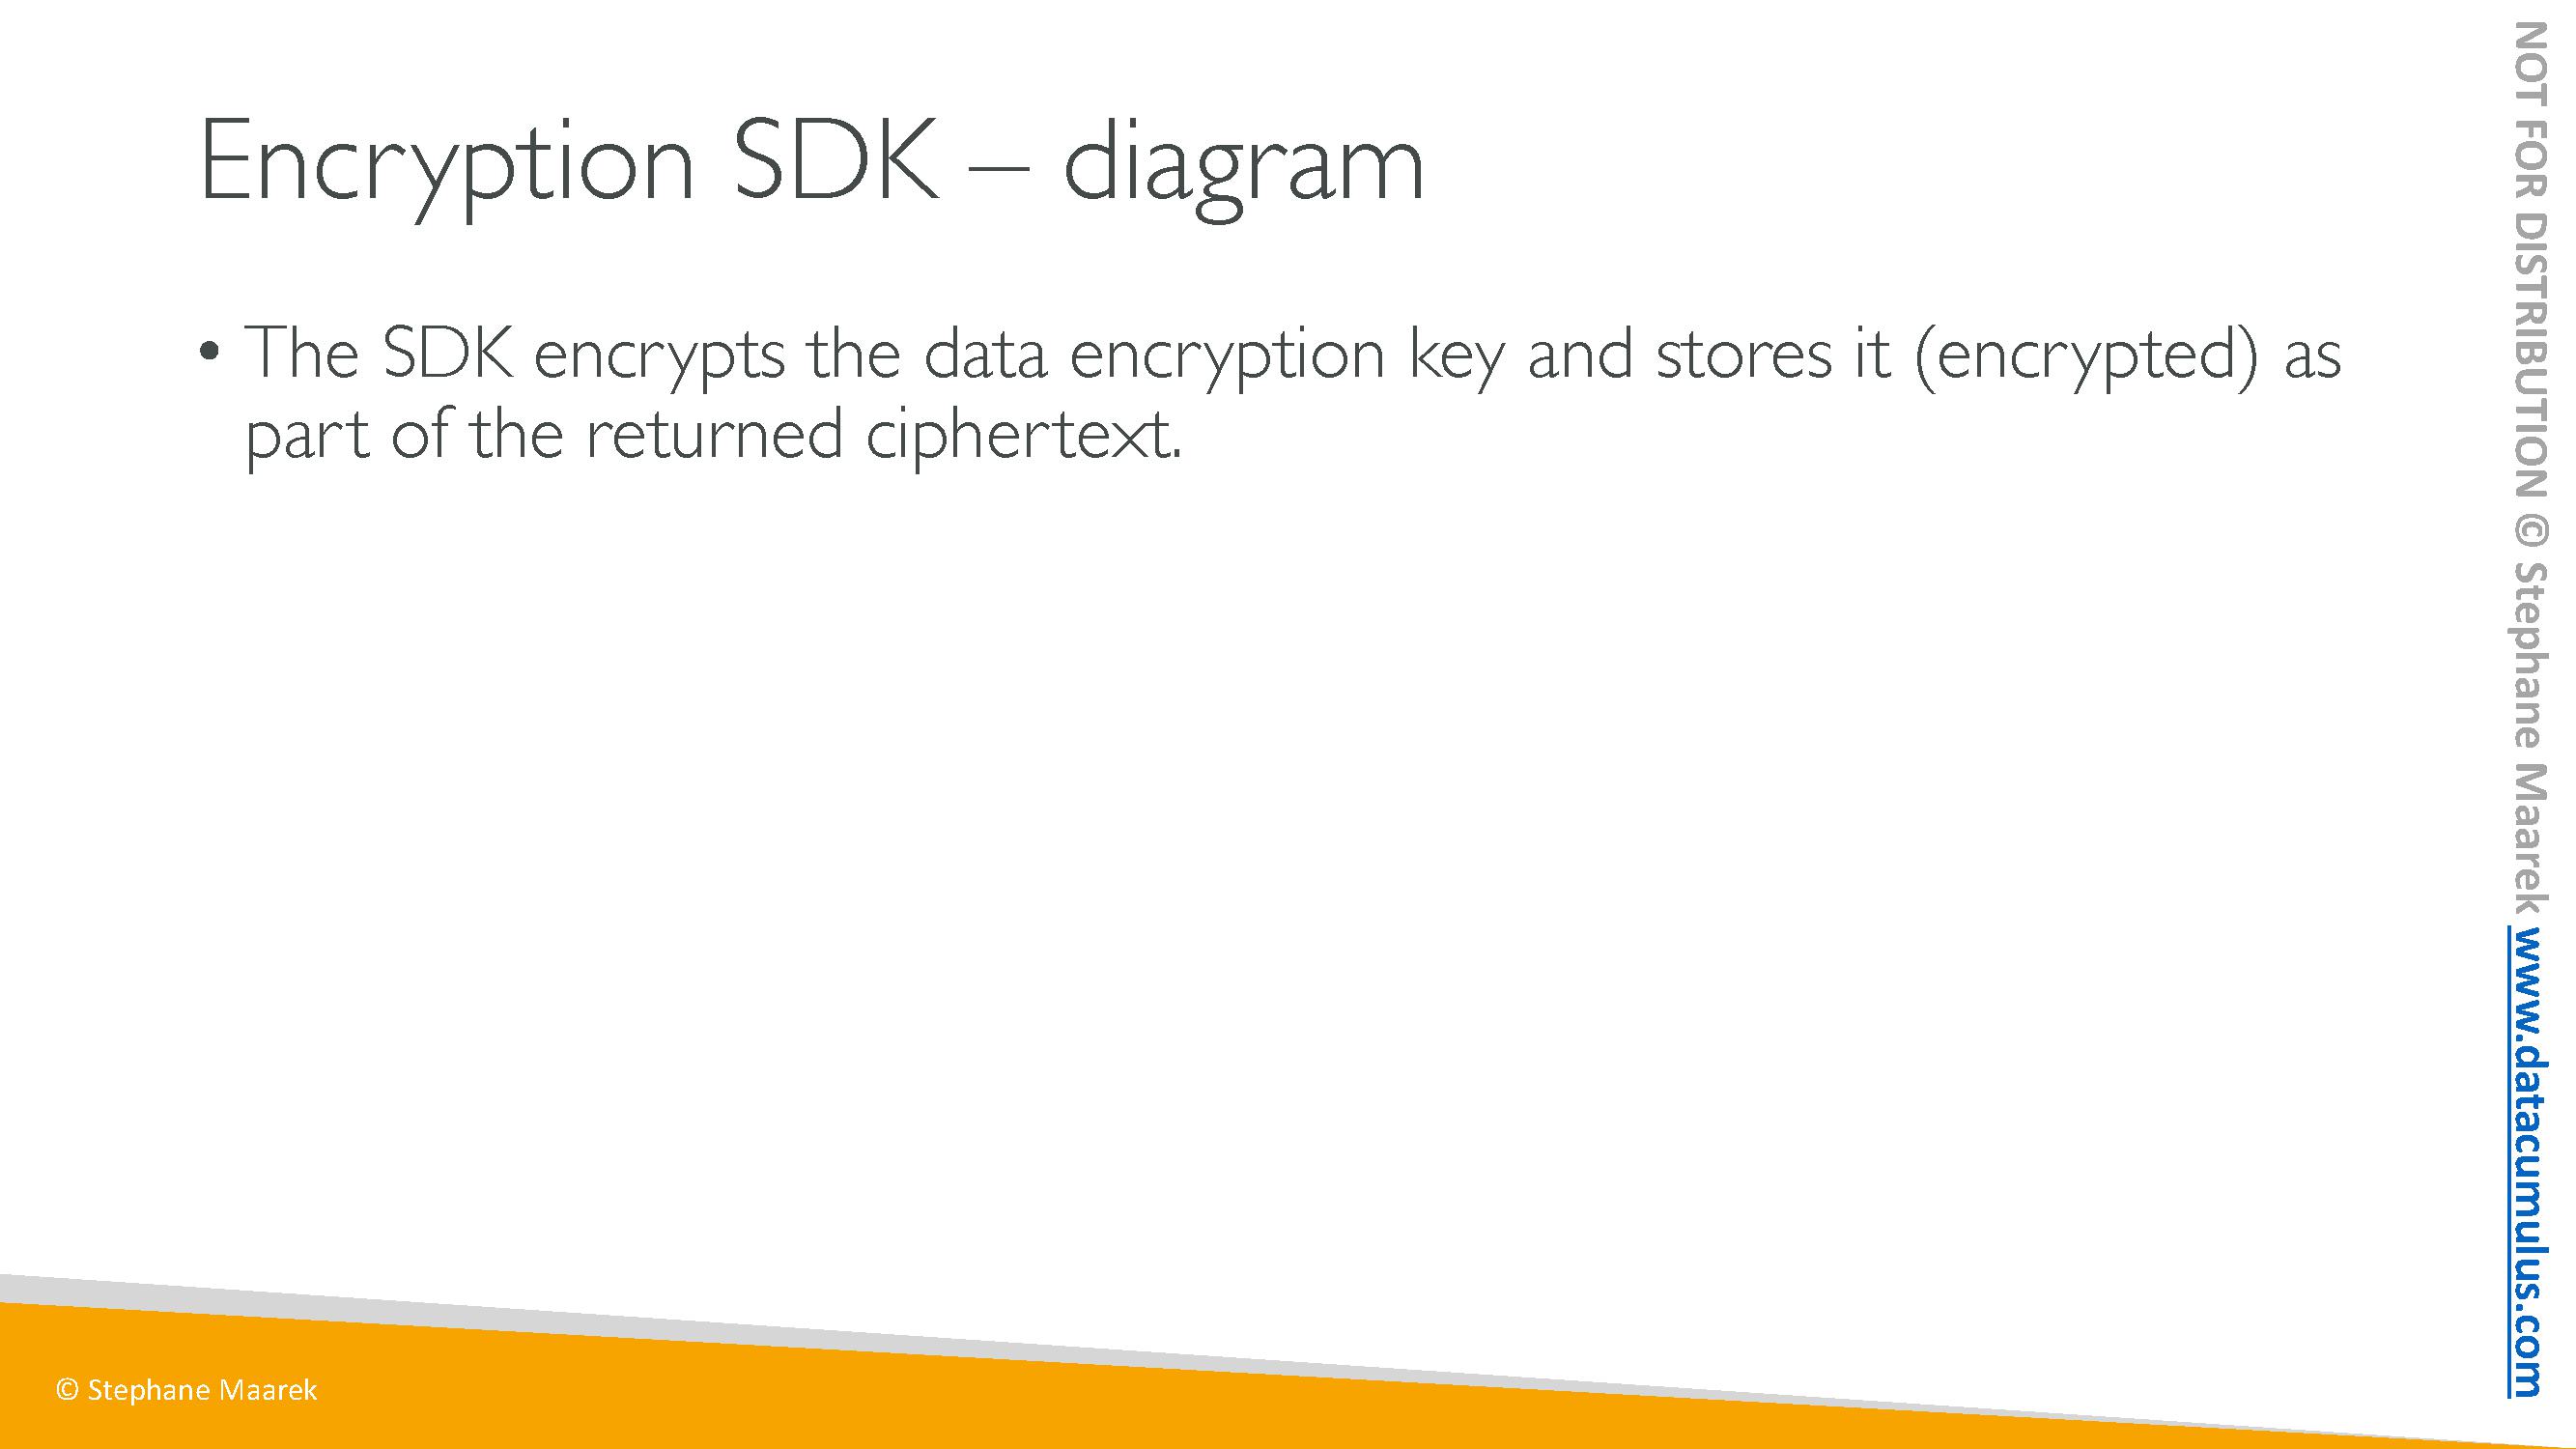 Encryption SDK – diagram
• The SDK encrypts the data encryption key and stores it (encrypted) as
part of the returned ciphertext.
© Stephane Maarek
NOT FOR DISTRIBUTION © Stephane Maarek www.datacumulus.com